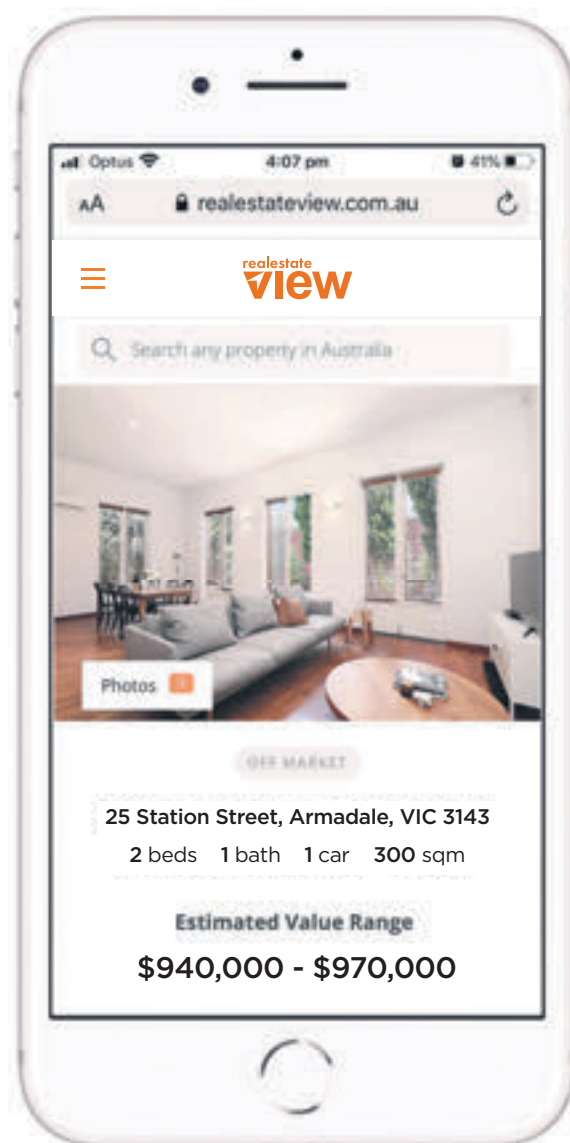 Optus 4:07 pm 41%
AA realestateview.com.au
realestate
view
Search any property in Australia
Photos
OFF MARKET
25 Station Street, Armadale, VIC 3143
2 beds 1 bath 1 car 300 sqm
Estimated Value Range
$940,000 - $970,000